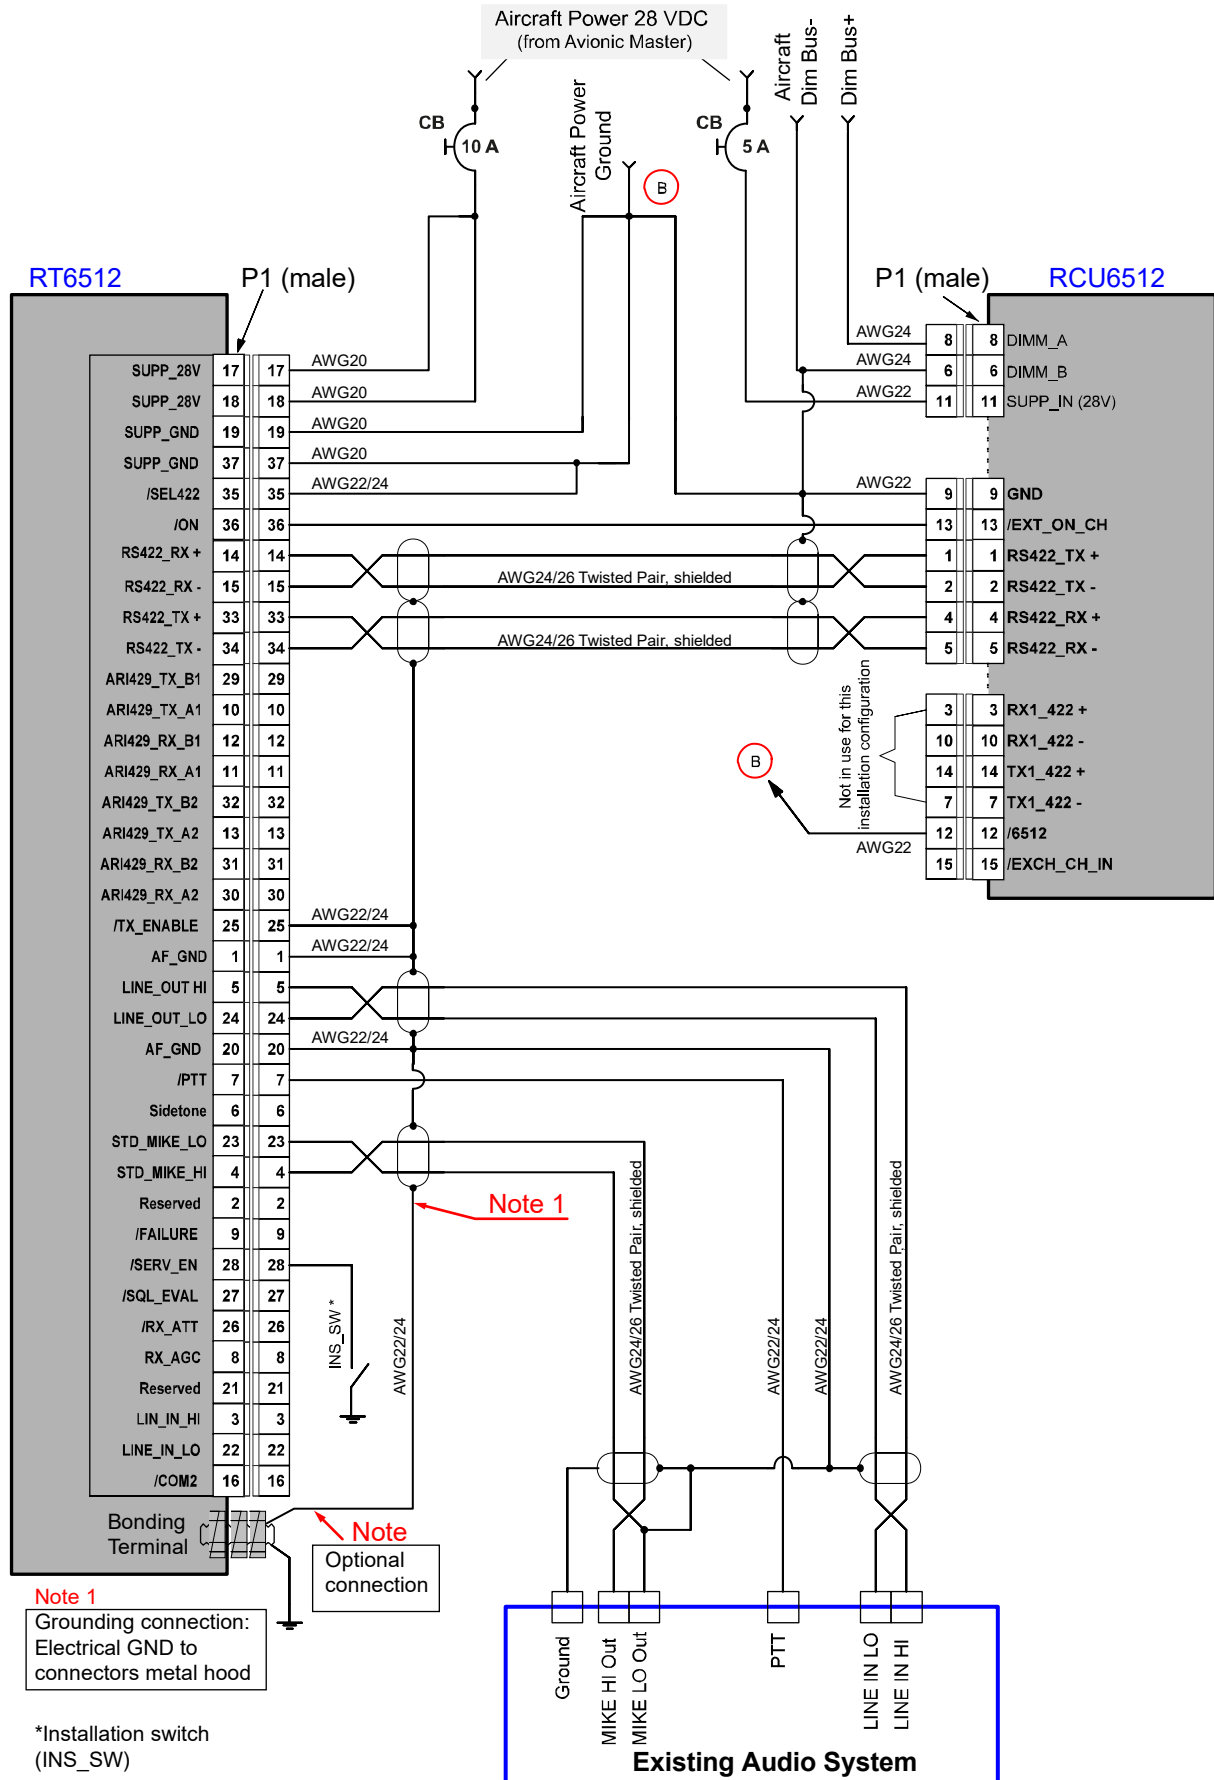 Aircraft Power 28 VDC
(from Avionic Master)
Aircraft
Dim Bus-
Dim Bus+
CB
10 A
CB
5 A
Aircraft Power
Ground
B
RT6512
P1 (male)
P1 (male)
RCU6512
AWG24 8 8 DIMM_A
AWG24 6 6 DIMM_B
AWG22 11 11 SUPP_IN (28V)
AWG22 9 9 GND
13 13 /EXT_ON_CH
1 1 RS422_TX +
2 2 RS422_TX -
4 4 RS422_RX +
5 5 RS422_RX -
3 3 RX1_422 +
10 10 RX1_422 -
14 14 TX1_422 +
7 7 TX1_422 -
12 12 /6512
AWG22
15 15 /EXCH_CH_IN
Not in use for this
installation configuration
B
SUPP_28V 17 17 AWG20
SUPP_28V 18 18 AWG20
SUPP_GND 19 19 AWG20
SUPP_GND 37 37 AWG20
/SEL422 35 35 AWG22/24
/ON 36 36
RS422_RX + 14 14
AWG24/26 Twisted Pair, shielded
RS422_RX - 15 15
RS422_TX + 33 33
AWG24/26 Twisted Pair, shielded
RS422_TX - 34 34
ARI429_TX_B1 29 29
ARI429_TX_A1 10 10
ARI429_RX_B1 12 12
ARI429_RX_A1 11 11
ARI429_TX_B2 32 32
ARI429_TX_A2 13 13
ARI429_RX_B2 31 31
ARI429_RX_A2 30 30
/TX_ENABLE 25 25 AWG22/24
AF_GND 1 1 AWG22/24
LINE_OUT HI 5 5
LINE_OUT_LO 24 24
AF_GND 20 20 AWG22/24
/PTT 7 7
Sidetone 6 6
STD_MIKE_LO 23 23
STD_MIKE_HI 4 4
Reserved 2 2
/FAILURE 9 9
/SERV_EN 28 28
/SQL_EVAL 27 27
/RX_ATT 26 26
RX_AGC 8 8
Reserved 21 21
LIN_IN_HI 3 3
LINE_IN_LO 22 22
/COM2 16 16
Note 1
INS_SW *
AWG22/24
AWG24/26 Twisted Pair, shielded
AWG22/24
AWG22/24
AWG24/26 Twisted Pair, shielded
Bonding
Terminal
Note
Optional
connection
Note 1
Grounding connection:
Electrical GND to
connectors metal hood
*Installation switch
(INS_SW)
Ground
MIKE HI Out
MIKE LO Out
PTT
LINE IN LO
LINE IN HI
Existing Audio System